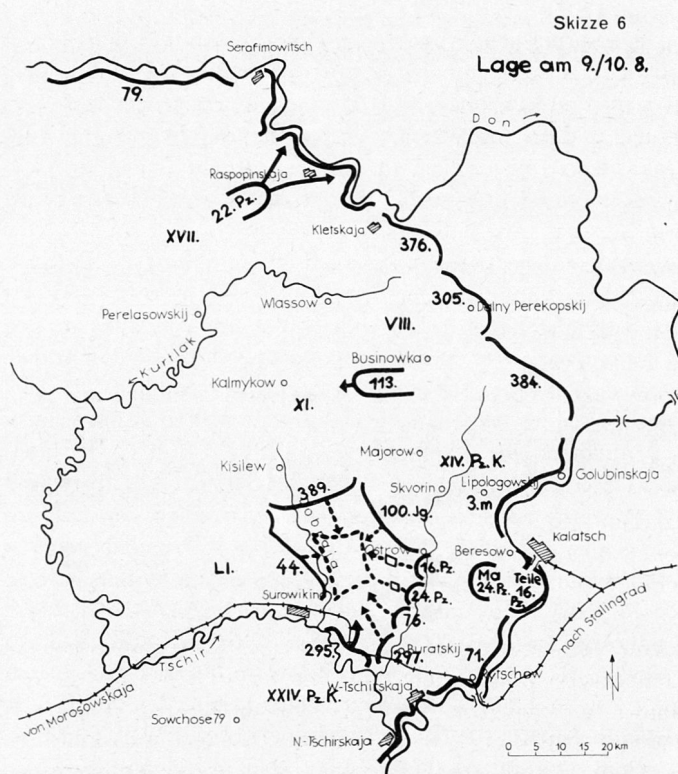 Skizze 6
Lage am 9./10. 8.
Serafimowitsch
79.
Don
Raspopinskaja
22. Pz.
XVII.
Kletskaja
376.
305.
Dalny Perekopskij
Perelasowskij
Wlassow
VIII.
Kurtlak
Businowka
113.
384.
Kalmykow
XI.
Majorow
XIV. Pz. K.
Kisilew
Golubinskaja
Lipologowskij
Skvorin
3. m
389.
100. Jg.
Ostrow
Beresowo
Kalatsch
LI.
44.
16. Pz.
Ma
24. Pz.
Teile
16.
Pz.
24. Pz.
Surowikino
76.
nach Stalingrad
295.
297.
Buratskij
71.
Rytschow
Tschir
W-Tschirskaja
XXIV. Pz K.
von Morosowskaja
Sowchose 79
N.-Tschirskaja
N
0 5 10 15 20 km